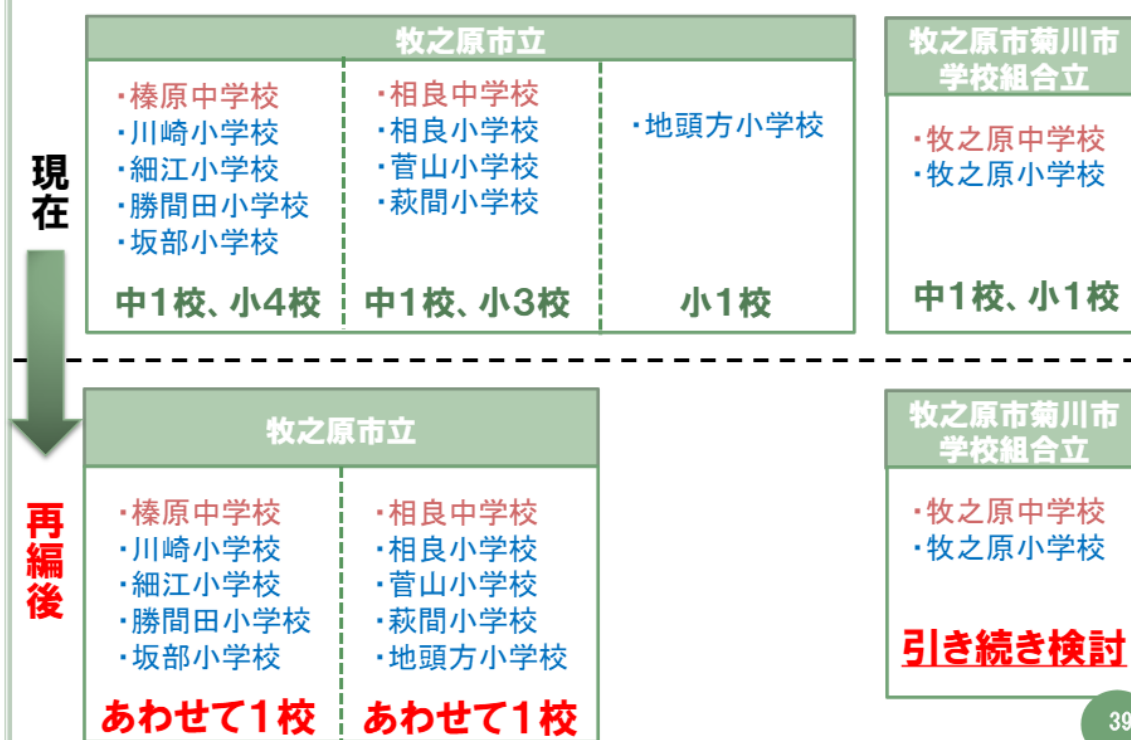 牧之原市立
・榛原中学校
・川崎小学校
・細江小学校
・勝間田小学校
・坂部小学校
中1校、小4校
・相良中学校
・相良小学校
・菅山小学校
・萩間小学校
中1校、小3校
・地頭方小学校
小1校
牧之原市菊川市
学校組合立
・牧之原中学校
・牧之原小学校
中1校、小1校
現在
再編後
牧之原市立
・榛原中学校
・川崎小学校
・細江小学校
・勝間田小学校
・坂部小学校
あわせて1校
・相良中学校
・相良小学校
・菅山小学校
・萩間小学校
・地頭方小学校
あわせて1校
牧之原市菊川市
学校組合立
・牧之原中学校
・牧之原小学校
引き続き検討
39